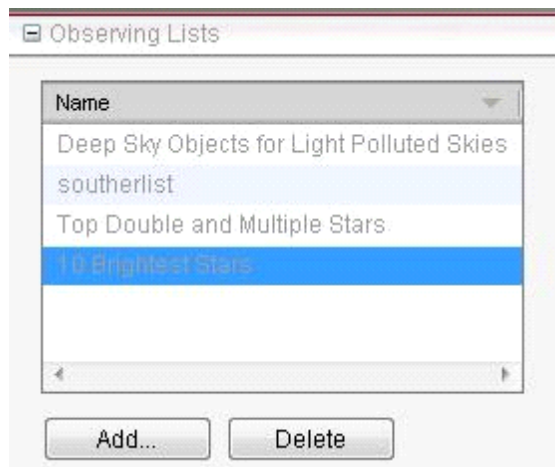 Observing Lists
Name
Deep Sky Objects for Light Polluted Skies
southerlist
Top Double and Multiple Stars
10 Brightest Stars
Add...
Delete